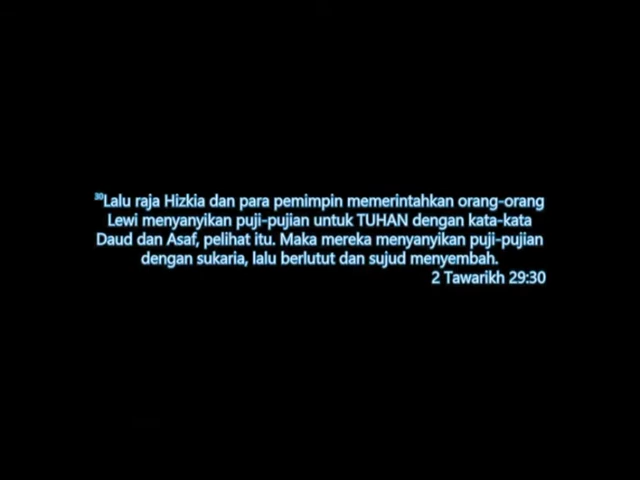 30Lalu raja Hizkia dan para pemimpin memerintahkan orang-orang
Lewi menyanyikan puji-pujian untuk TUHAN dengan kata-kata
Daud dan Asaf, pelihat itu. Maka mereka menyanyikan puji-pujian
dengan sukaria, lalu berlutut dan sujud menyembah.
2 Tawarikh 29:30